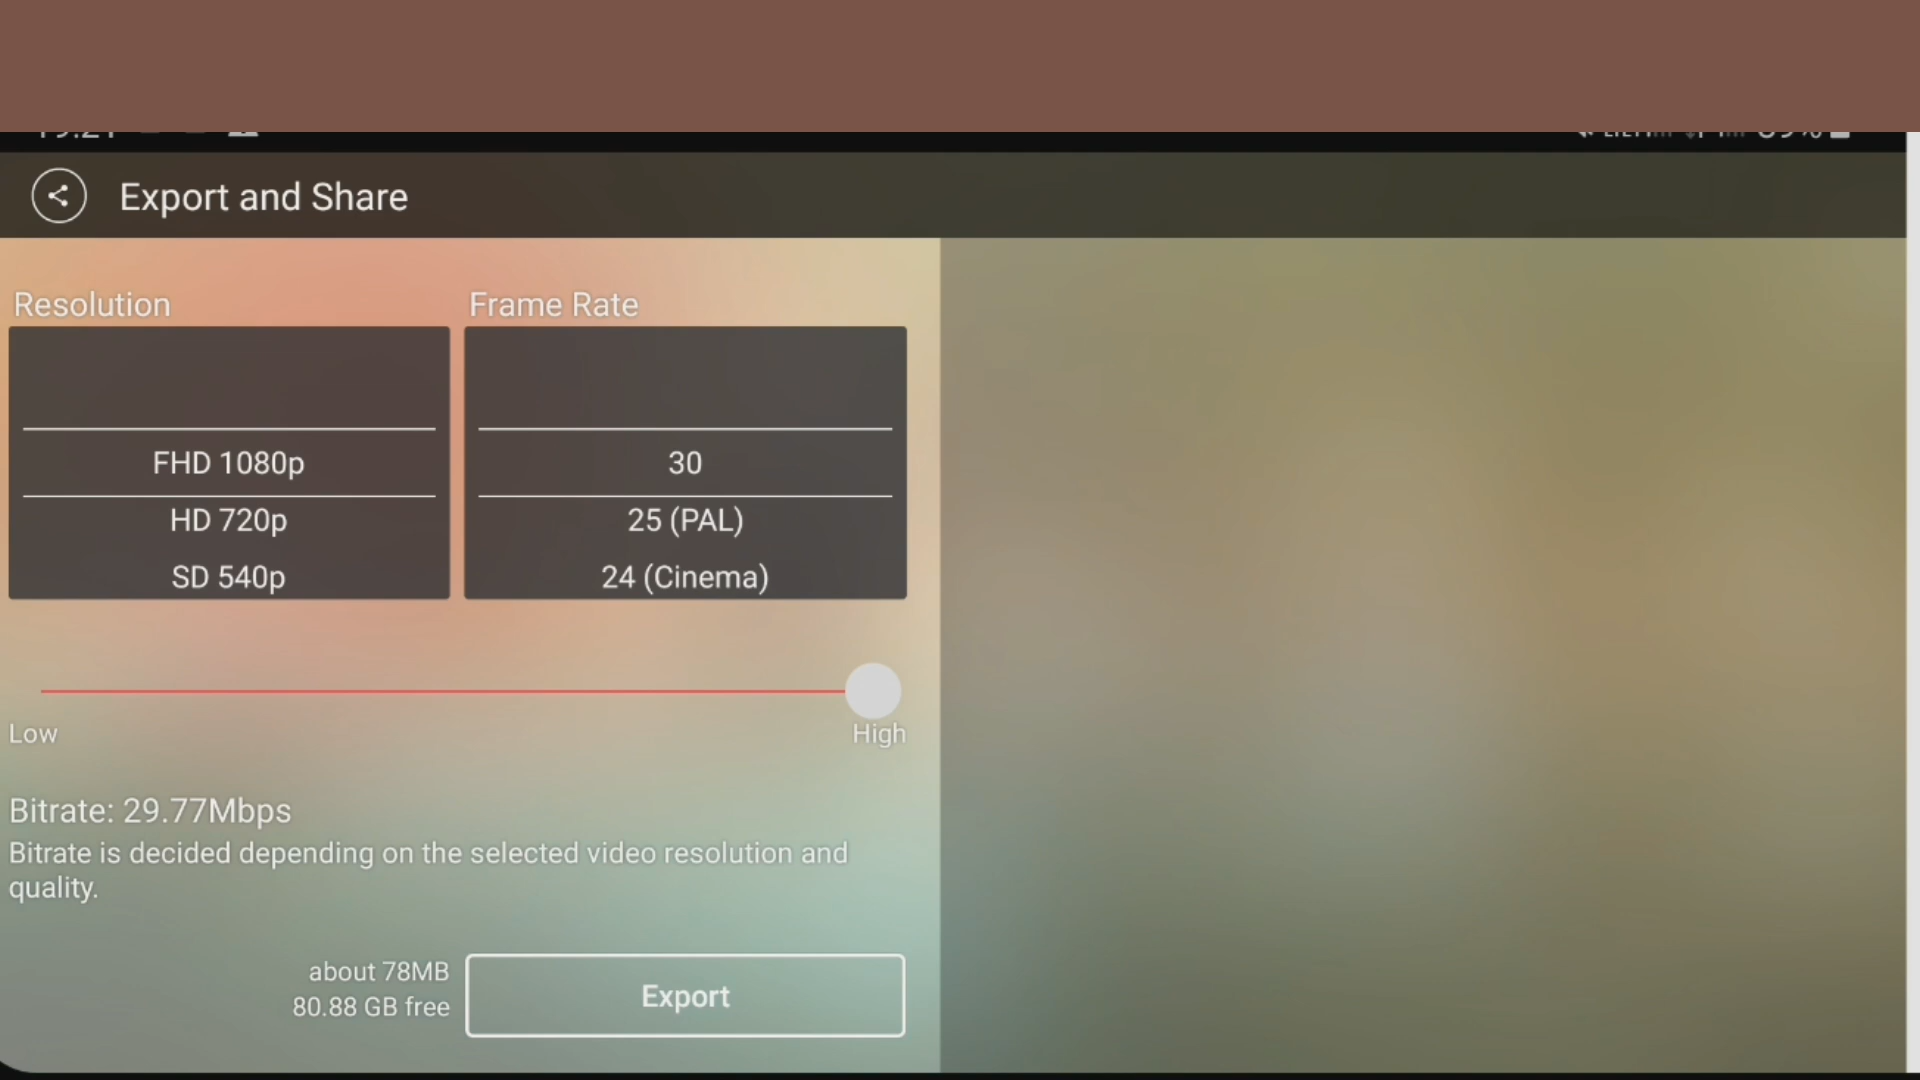 Export and Share
Resolution
Frame Rate
FHD 1080p
30
HD 720p
25 (PAL)
SD 540p
24 (Cinema)
Low
High
Bitrate: 29.77Mbps
Bitrate is decided depending on the selected video resolution and
quality.
about 78MB
80.88 GB free
Export